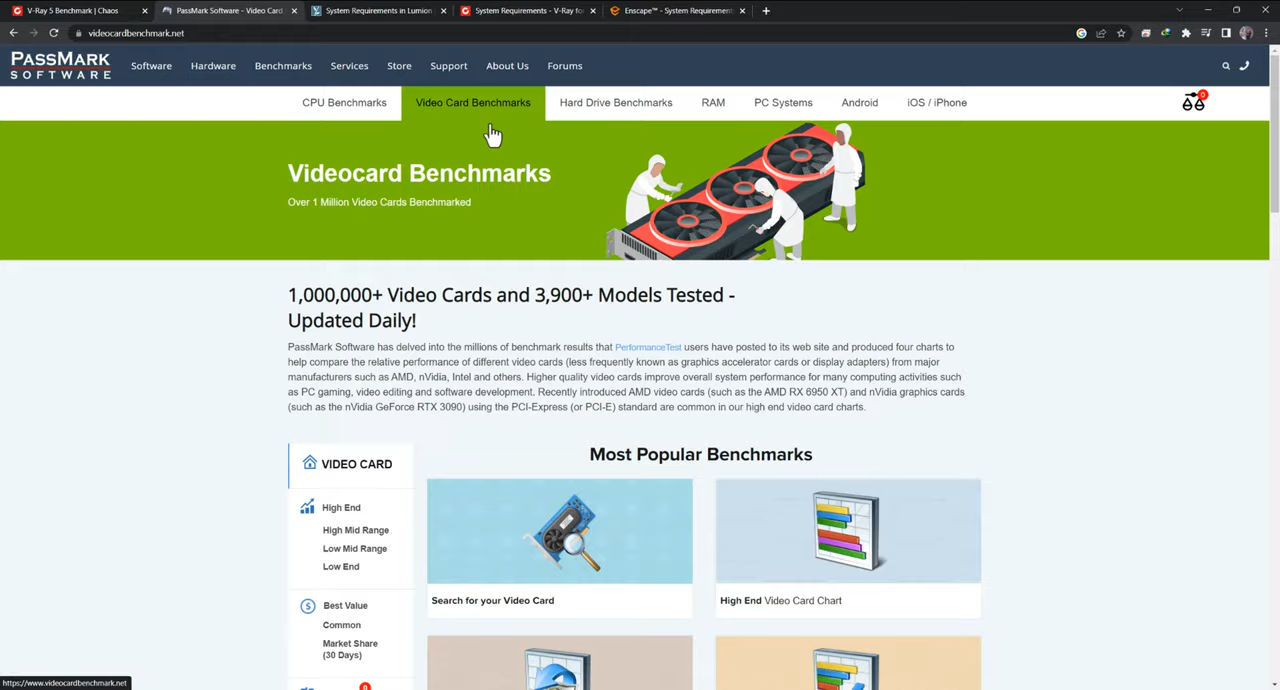 V-Ray 5 Benchmark | Chaos
PassMark Software - Video Card
System Requirements in Lumion
System Requirements - V-Ray fo
Enscape™ - System Requirement
videocardbenchmark.net
PASSMARK
SOFTWARE
Software
Hardware
Benchmarks
Services
Store
Support
About Us
Forums
CPU Benchmarks
Video Card Benchmarks
Hard Drive Benchmarks
RAM
PC Systems
Android
iOS / iPhone
0
Videocard Benchmarks
Over 1 Million Video Cards Benchmarked
1,000,000+ Video Cards and 3,900+ Models Tested -
Updated Daily!
PassMark Software has delved into the millions of benchmark results that PerformanceTest users have posted to its web site and produced four charts to
help compare the relative performance of different video cards (less frequently known as graphics accelerator cards or display adapters) from major
manufacturers such as AMD, nVidia, Intel and others. Higher quality video cards improve overall system performance for many computing activities such
as PC gaming, video editing and software development. Recently introduced AMD video cards (such as the AMD RX 6950 XT) and nVidia graphics cards
(such as the nVidia GeForce RTX 3090) using the PCI-Express (or PCI-E) standard are common in our high end video card charts.
VIDEO CARD
High End
High Mid Range
Low Mid Range
Low End
Best Value
Common
Market Share
(30 Days)
0
Most Popular Benchmarks
Search for your Video Card
High End Video Card Chart
https://www.videocardbenchmark.net